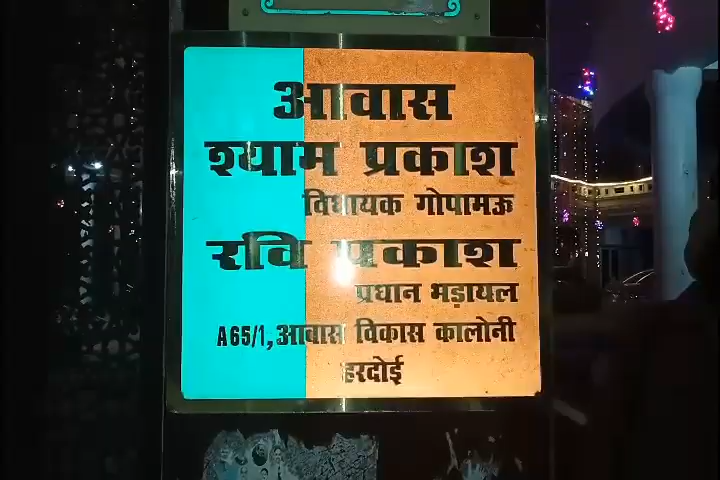 आवास
श्याम प्रकाश
विधायक गोपामऊ
रवि प्रकाश
प्रधान भड़ायल
A65/1,आवास विकास कालोनी
हरदोई